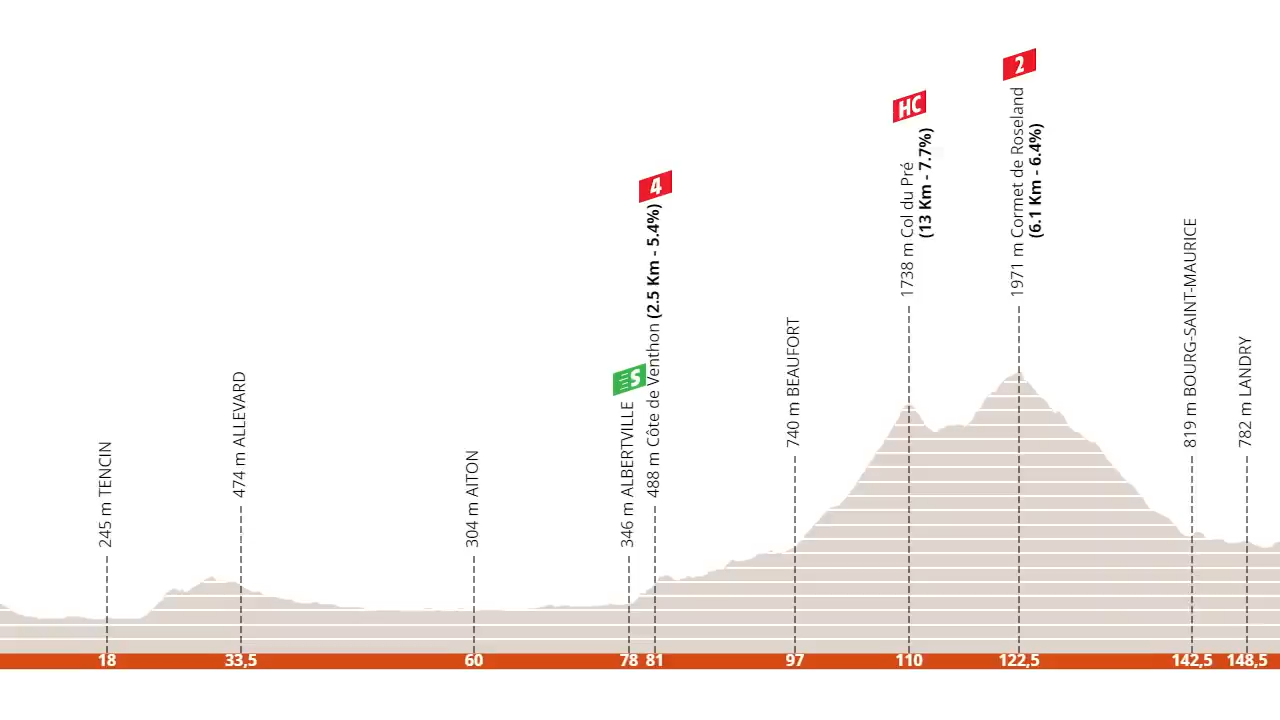 245 m TENCIN
474 m ALLEVARD
304 m AITON
346 m ALBERTVILLE
S
488 m Côte de Venthon (2.5 Km - 5.4%)
4
740 m BEAUFORT
1738 m Col du Pré
(13 Km - 7.7%)
HC
1971 m Cormet de Roseland
(6.1 Km - 6.4%)
2
819 m BOURG-SAINT-MAURICE
782 m LANDRY
18 33,5 60 78 81 97 110 122,5 142,5 148,5